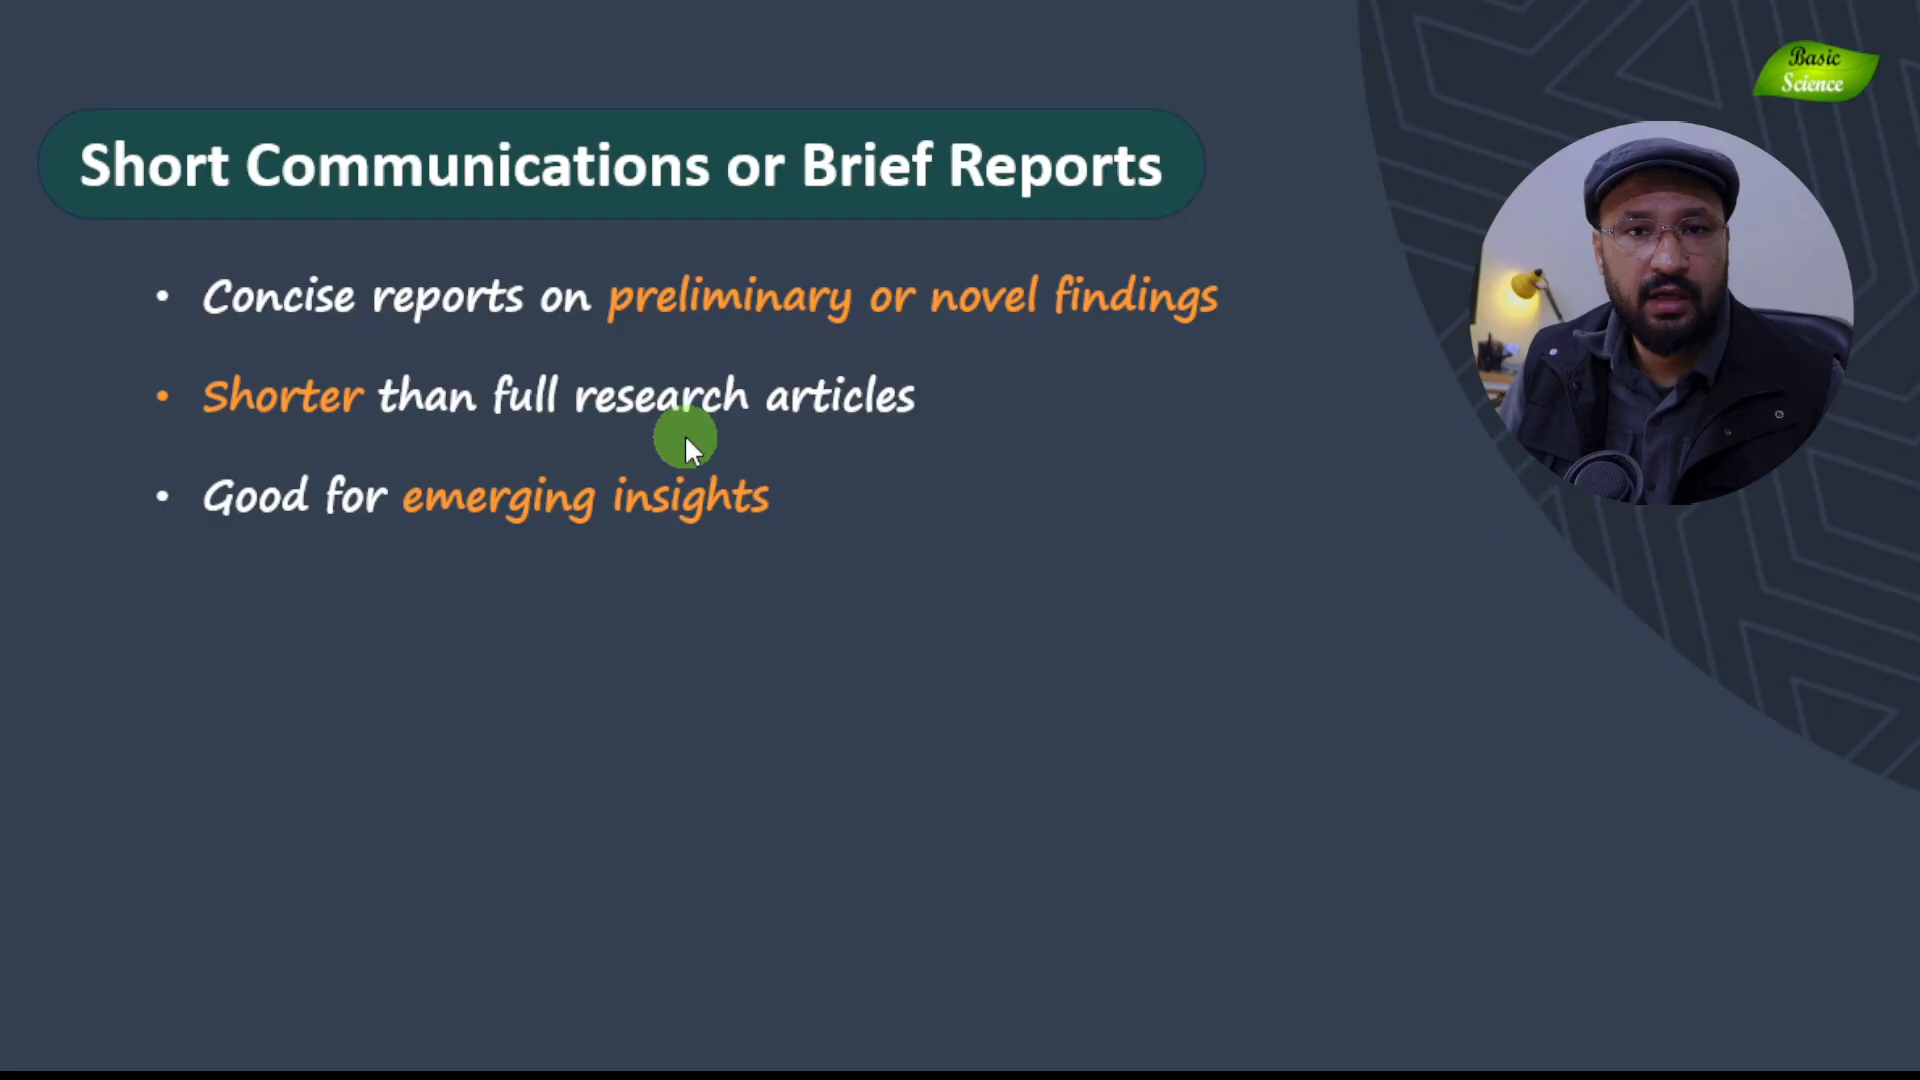 Basic
Science
Short Communications or Brief Reports
• Concise reports on preliminary or novel findings
• Shorter than full research articles
• Good for emerging insights